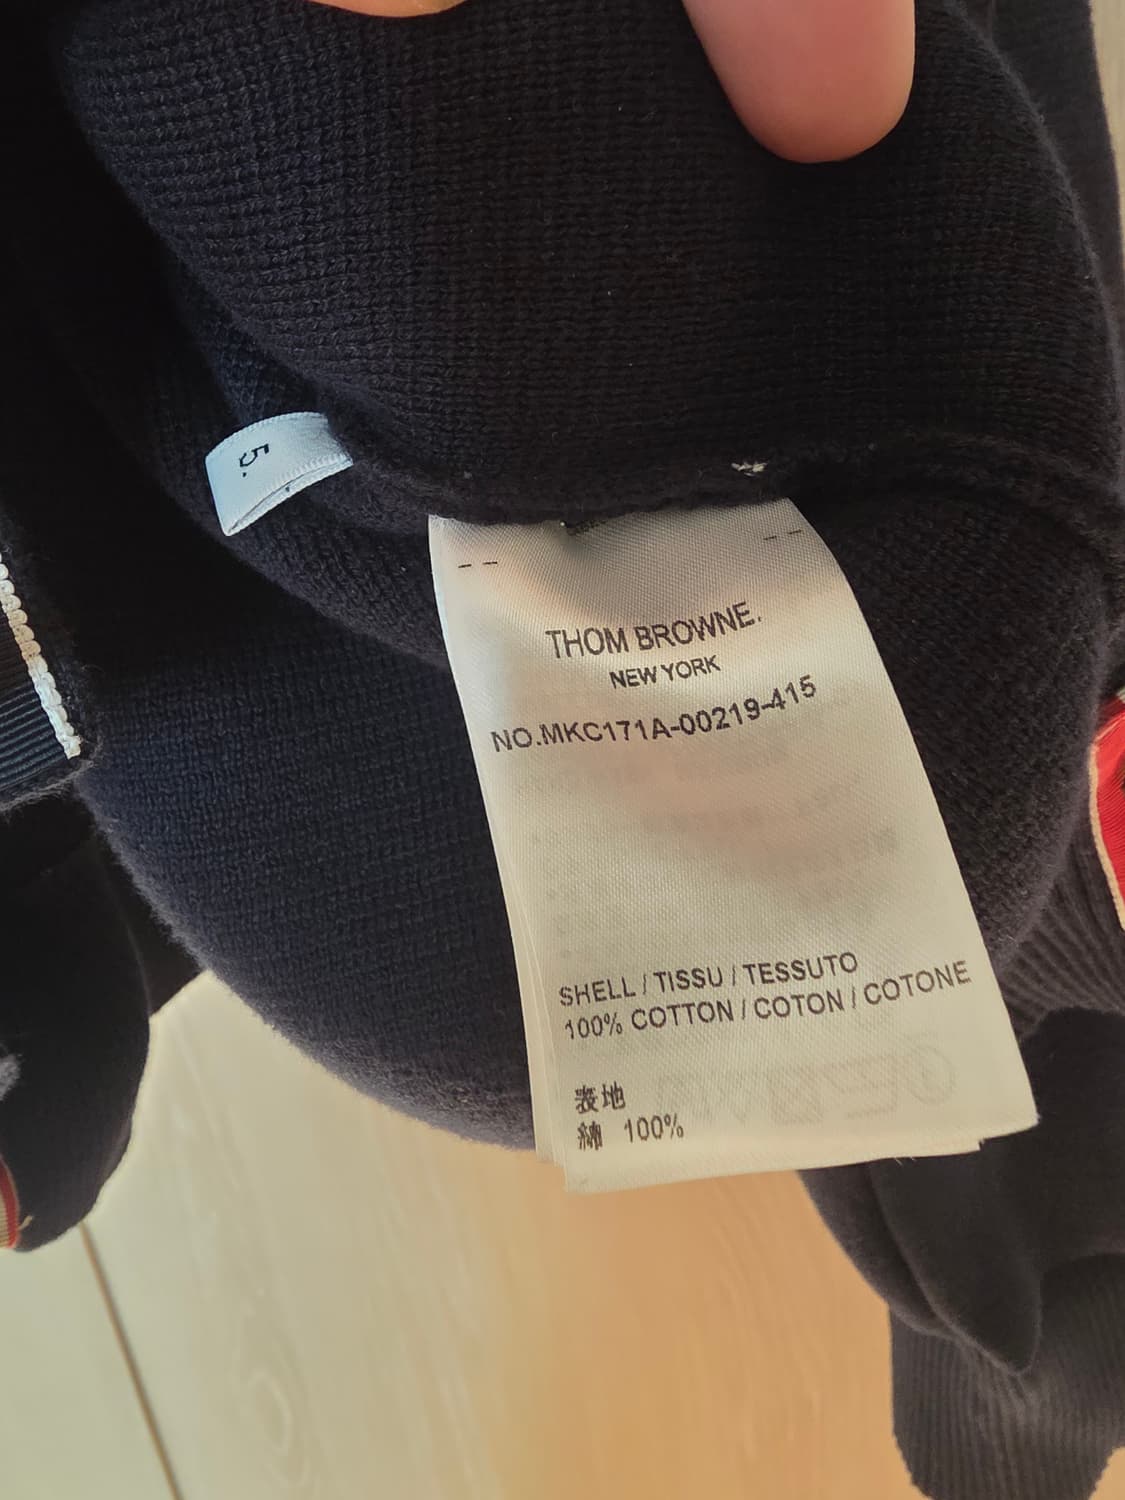 5.
THOM BROWNE.
NEW YORK
NO.MKC171A-00219-415
SHELL / TISSU / TESSUTO
100% COTTON / COTON / COTONE
表地
綿 100%